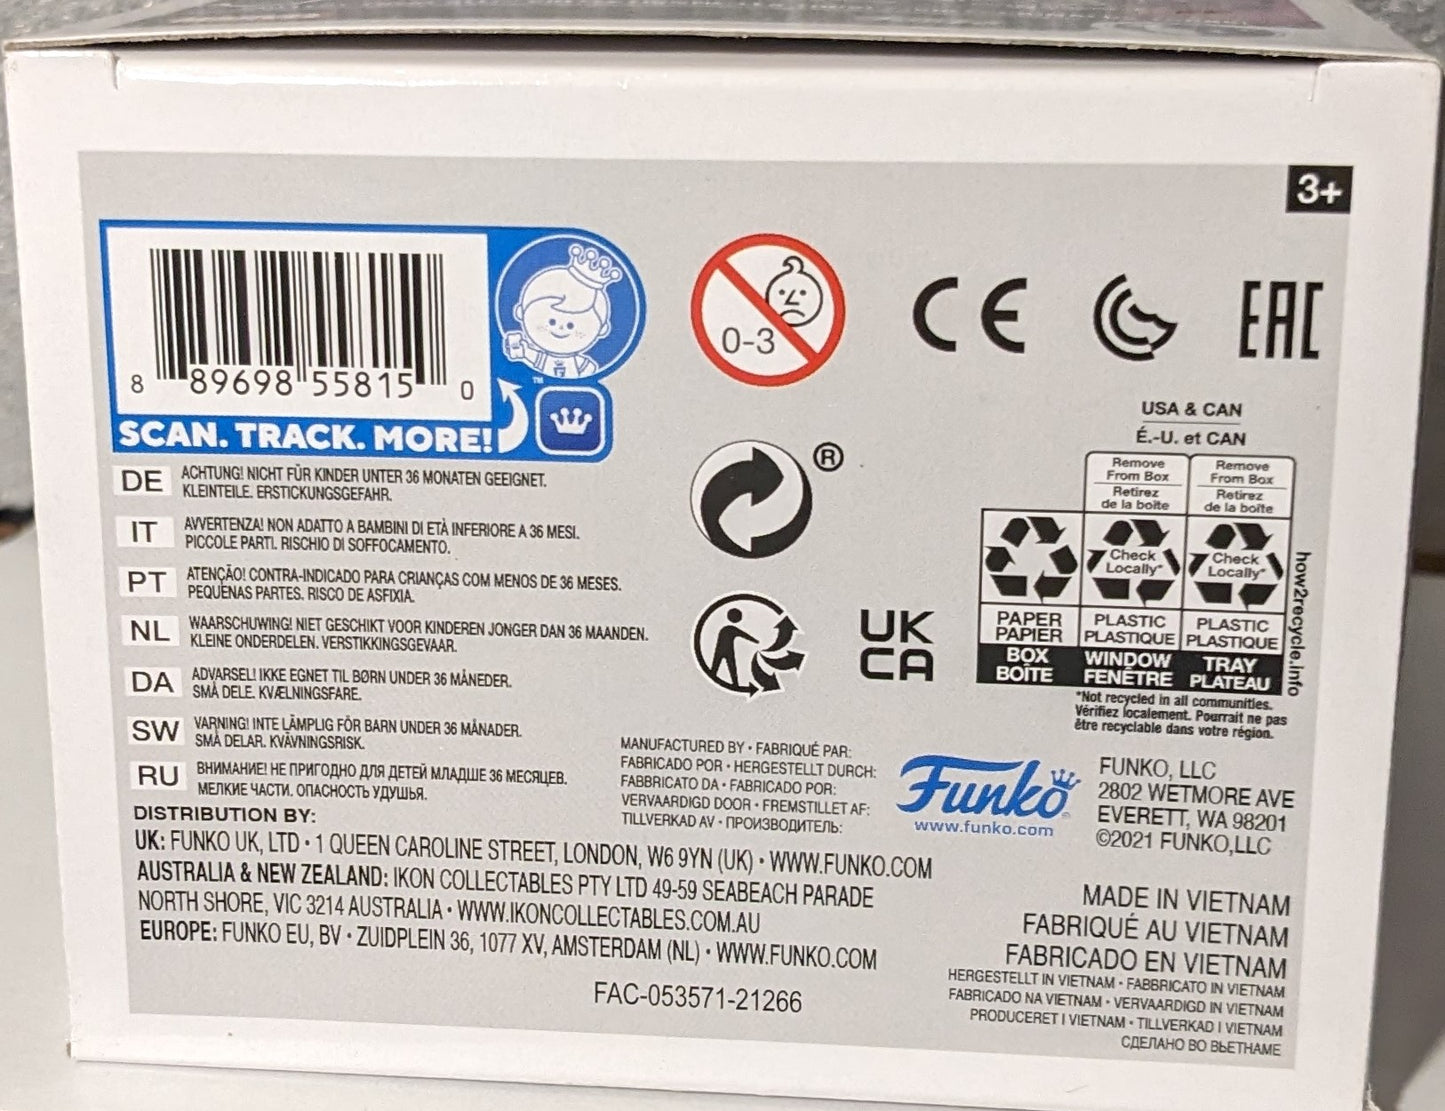 3+
8 89698 55815 0
™
SCAN. TRACK. MORE!
0-3
CE
EAC
USA & CAN
É.-U. et CAN
®
Remove
From Box
Retirez
de la boîte
Remove
From Box
Retirez
de la boîte
Check
Locally*
Check
Locally*
PAPER
PAPIER
PLASTIC
PLASTIQUE
PLASTIC
PLASTIQUE
BOX
BOÎTE
WINDOW
FENÊTRE
TRAY
PLATEAU
how2recycle.info
*Not recycled in all communities.
Vérifiez localement. Pourrait ne pas
être recyclable dans votre région.
UK
CA
DE ACHTUNG! NICHT FÜR KINDER UNTER 36 MONATEN GEEIGNET.
KLEINTEILE. ERSTICKUNGSGEFAHR.
IT AVVERTENZA! NON ADATTO A BAMBINI DI ETÀ INFERIORE A 36 MESI.
PICCOLE PARTI. RISCHIO DI SOFFOCAMENTO.
PT ATENÇÃO! CONTRA-INDICADO PARA CRIANÇAS COM MENOS DE 36 MESES.
PEQUENAS PARTES. RISCO DE ASFIXIA.
NL WAARSCHUWING! NIET GESCHIKT VOOR KINDEREN JONGER DAN 36 MAANDEN.
KLEINE ONDERDELEN. VERSTIKKINGSGEVAAR.
DA ADVARSEL! IKKE EGNET TIL BØRN UNDER 36 MÅNEDER.
SMÅ DELE. KVÆLNINGSFARE.
SW VARNING! INTE LÄMPLIG FÖR BARN UNDER 36 MÅNADER.
SMÅ DELAR. KVÄVNINGSRISK.
RU ВНИМАНИЕ! НЕ ПРИГОДНО ДЛЯ ДЕТЕЙ МЛАДШЕ 36 МЕСЯЦЕВ.
МЕЛКИЕ ЧАСТИ. ОПАСНОСТЬ УДУШЬЯ.
MANUFACTURED BY • FABRIQUÉ PAR:
FABRICADO POR • HERGESTELLT DURCH:
FABBRICATO DA • FABRICADO POR:
VERVAARDIGD DOOR • FREMSTILLET AF:
TILLVERKAD AV • ПРОИЗВОДИТЕЛЬ:
Funko
www.funko.com
FUNKO, LLC
2802 WETMORE AVE
EVERETT, WA 98201
©2021 FUNKO,LLC
DISTRIBUTION BY:
UK: FUNKO UK, LTD • 1 QUEEN CAROLINE STREET, LONDON, W6 9YN (UK) • WWW.FUNKO.COM
AUSTRALIA & NEW ZEALAND: IKON COLLECTABLES PTY LTD 49-59 SEABEACH PARADE
NORTH SHORE, VIC 3214 AUSTRALIA • WWW.IKONCOLLECTABLES.COM.AU
EUROPE: FUNKO EU, BV • ZUIDPLEIN 36, 1077 XV, AMSTERDAM (NL) • WWW.FUNKO.COM
FAC-053571-21266
MADE IN VIETNAM
FABRIQUÉ AU VIETNAM
FABRICADO EN VIETNAM
HERGESTELLT IN VIETNAM • FABBRICATO IN VIETNAM
FABRICADO NA VIETNAM • VERVAARDIGD IN VIETNAM
PRODUCERET I VIETNAM • TILLVERKAD I VIETNAM
СДЕЛАНО ВО ВЬЕТНАМЕ